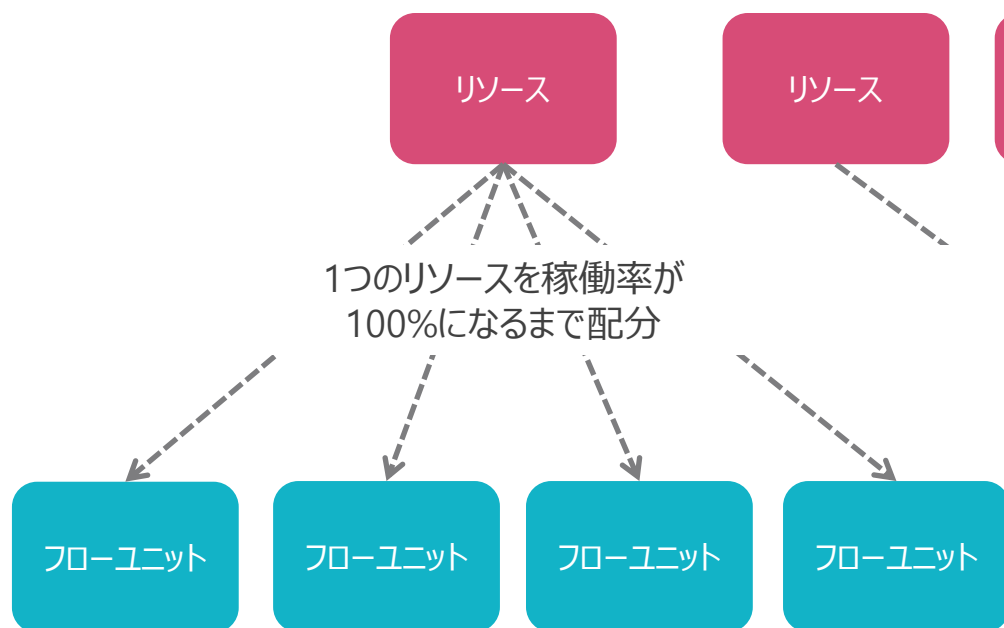 リソース
リソース
1つのリソースを稼働率が
100%になるまで配分
フローユニット
フローユニット
フローユニット
フローユニット